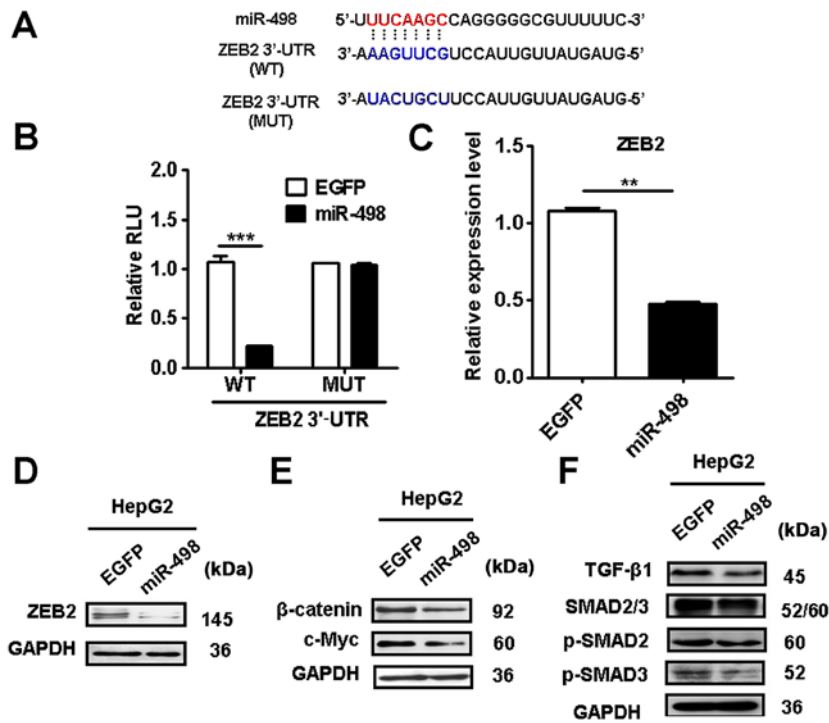 A
miR-498 5'-UUUCAAGCCAGGGGGCGUUUUUC-3'
ZEB2 3'-UTR 3'-AAAGUUCGUCCAUUGUUAUGAUG-5'
(WT)
ZEB2 3'-UTR 3'-AUACUGCUUCCAUUGUUAUGAUG-5'
(MUT)
B
Relative RLU
2.0
1.5
1.0
0.5
0.0
EGFP
miR-498
***
WT MUT
ZEB2 3'-UTR
C
ZEB2
Relative expression level
1.5
1.0
0.5
0.0
**
EGFP miR-498
D
HepG2
EGFP miR-498 (kDa)
ZEB2 145
GAPDH 36
E
HepG2
EGFP miR-498 (kDa)
β-catenin 92
c-Myc 60
GAPDH 36
F
HepG2
EGFP miR-498 (kDa)
TGF-β1 45
SMAD2/3 52/60
p-SMAD2 60
p-SMAD3 52
GAPDH 36